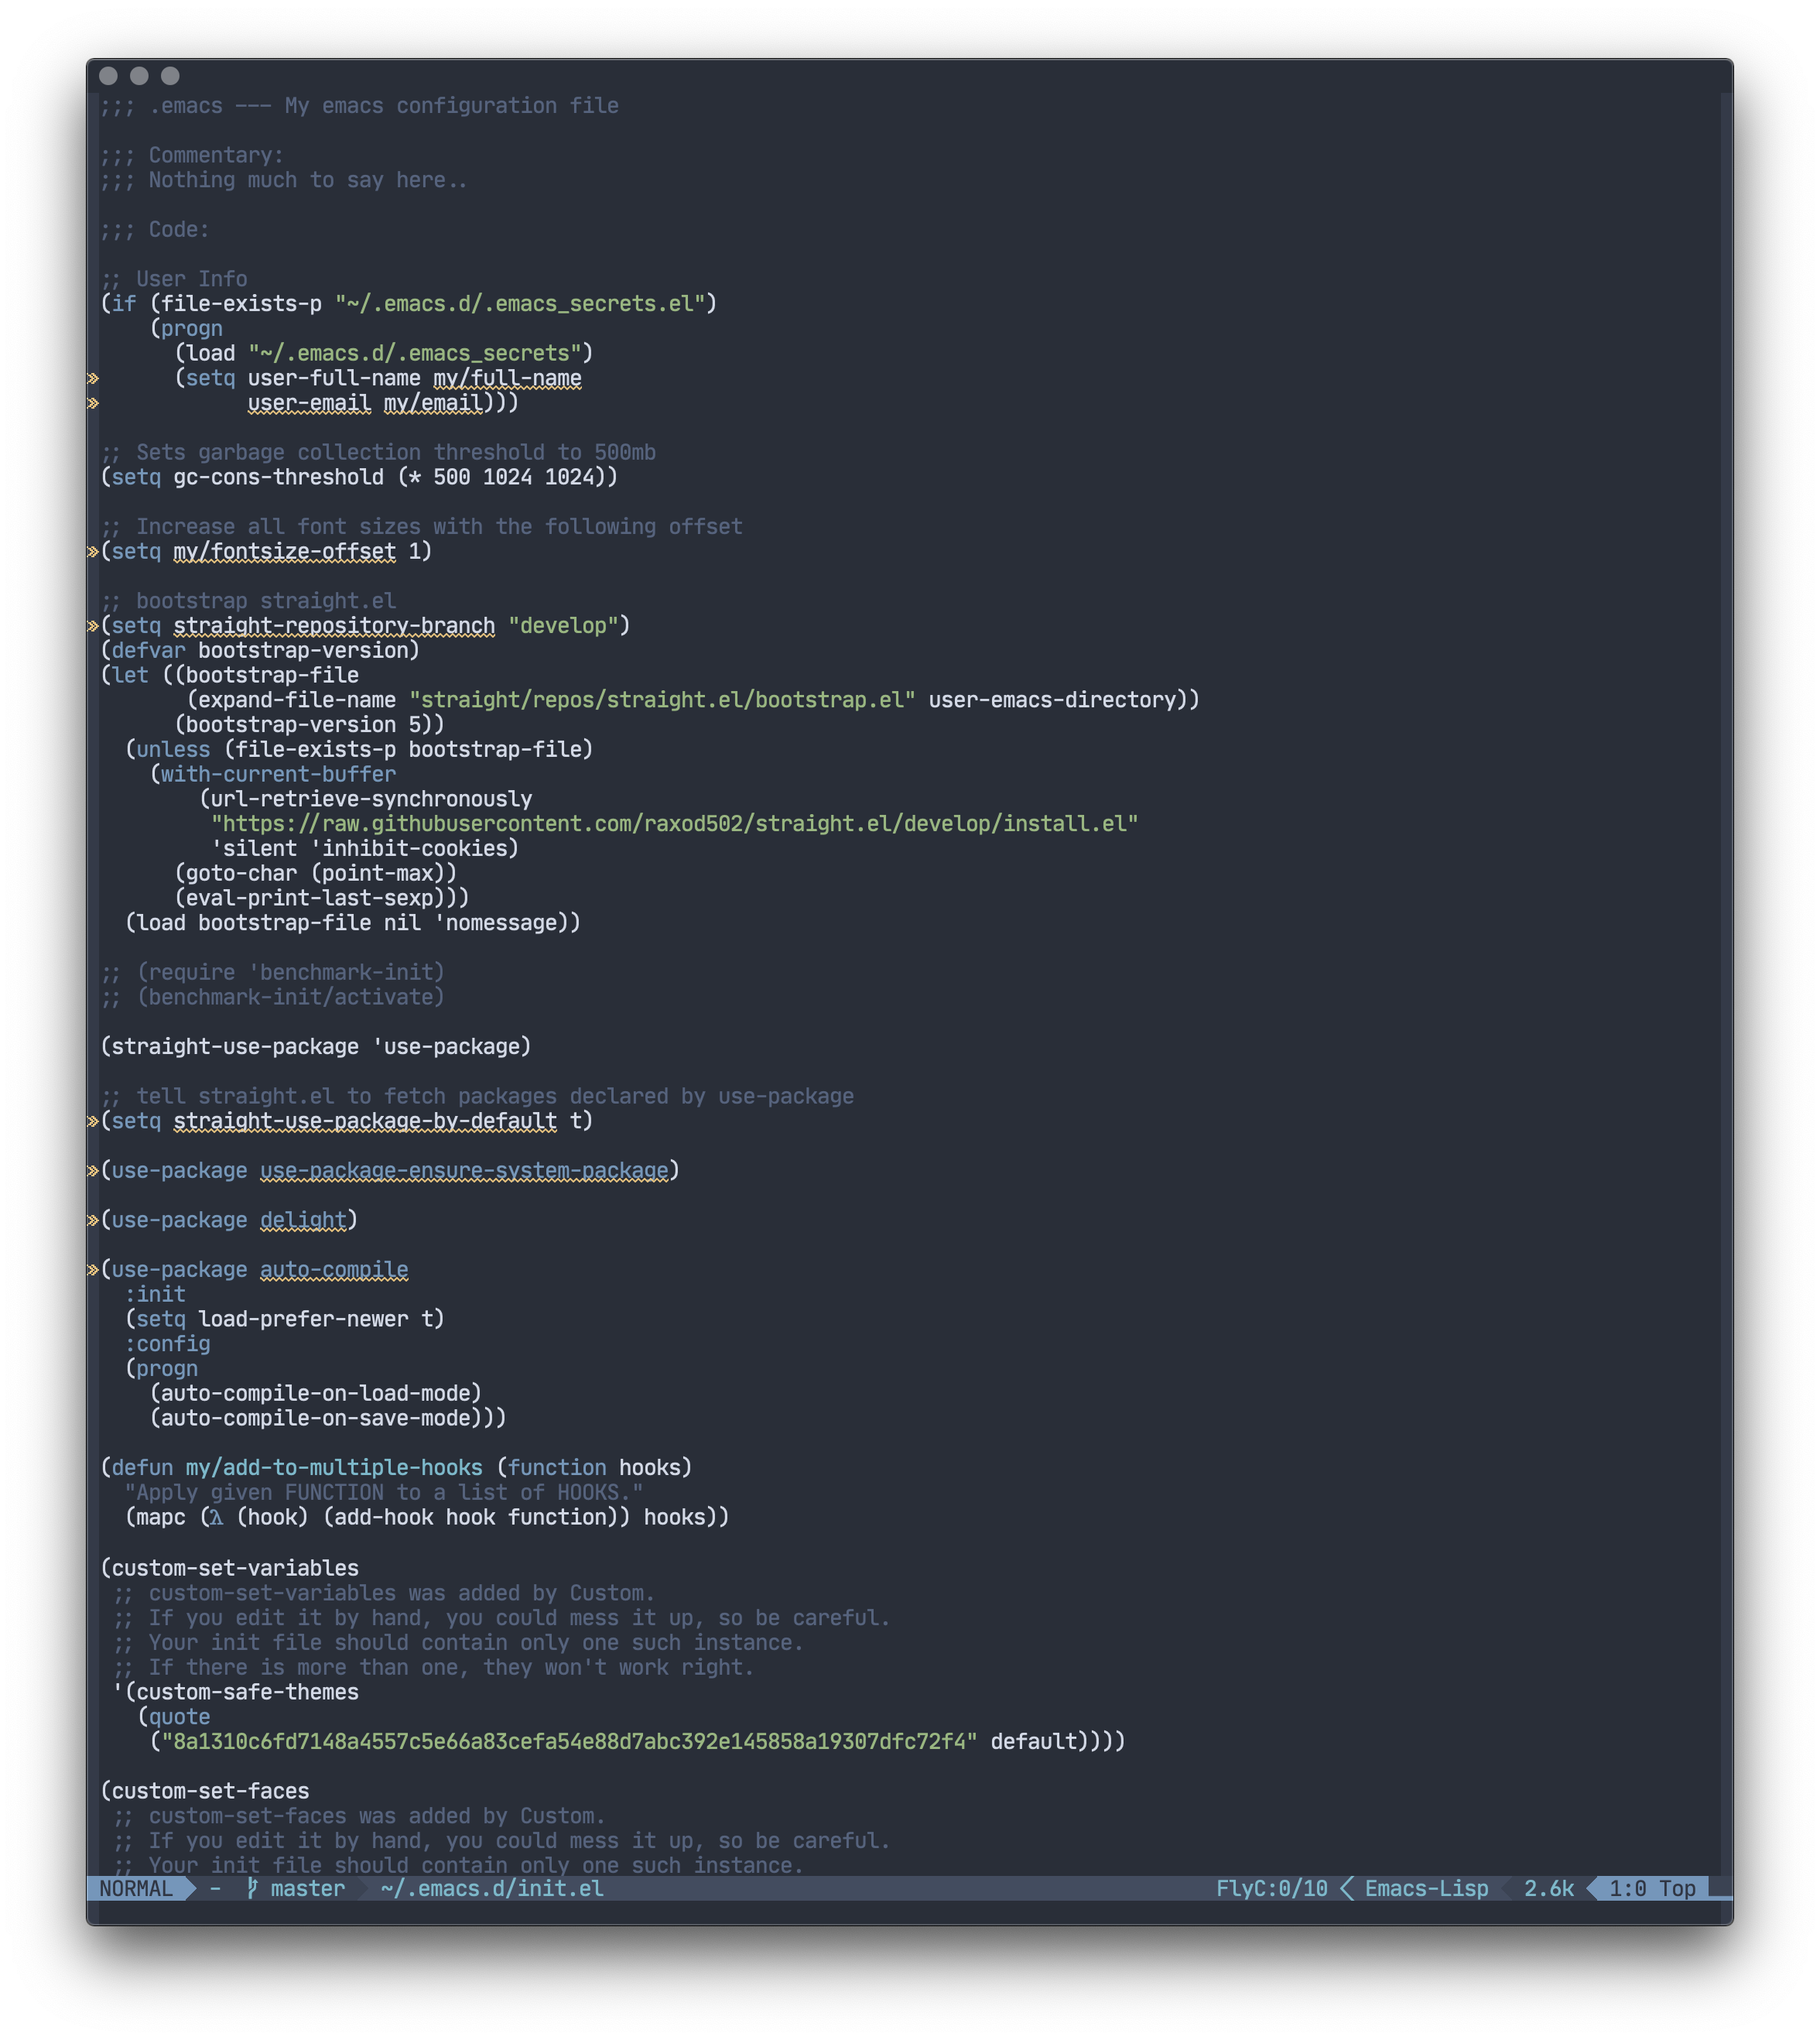 ;;; .emacs --- My emacs configuration file
;;; Commentary:
;;; Nothing much to say here..
;;; Code:
;; User Info
(if (file-exists-p "~/.emacs.d/.emacs_secrets.el")
    (progn
      (load "~/.emacs.d/.emacs_secrets")
      (setq user-full-name my/full-name
            user-email my/email)))
;; Sets garbage collection threshold to 500mb
(setq gc-cons-threshold (* 500 1024 1024))
;; Increase all font sizes with the following offset
(setq my/fontsize-offset 1)
;; bootstrap straight.el
(setq straight-repository-branch "develop")
(defvar bootstrap-version)
(let ((bootstrap-file
       (expand-file-name "straight/repos/straight.el/bootstrap.el" user-emacs-directory))
      (bootstrap-version 5))
  (unless (file-exists-p bootstrap-file)
    (with-current-buffer
        (url-retrieve-synchronously
         "https://raw.githubusercontent.com/raxod502/straight.el/develop/install.el"
         'silent 'inhibit-cookies)
      (goto-char (point-max))
      (eval-print-last-sexp)))
  (load bootstrap-file nil 'nomessage))
;; (require 'benchmark-init)
;; (benchmark-init/activate)
(straight-use-package 'use-package)
;; tell straight.el to fetch packages declared by use-package
(setq straight-use-package-by-default t)
(use-package use-package-ensure-system-package)
(use-package delight)
(use-package auto-compile
  :init
  (setq load-prefer-newer t)
  :config
  (progn
    (auto-compile-on-load-mode)
    (auto-compile-on-save-mode)))
(defun my/add-to-multiple-hooks (function hooks)
  "Apply given FUNCTION to a list of HOOKS."
  (mapc (λ (hook) (add-hook hook function)) hooks))
(custom-set-variables
 ;; custom-set-variables was added by Custom.
 ;; If you edit it by hand, you could mess it up, so be careful.
 ;; Your init file should contain only one such instance.
 ;; If there is more than one, they won't work right.
 '(custom-safe-themes
   (quote
    ("8a1310c6fd7148a4557c5e66a83cefa54e88d7abc392e145858a19307dfc72f4" default))))
(custom-set-faces
 ;; custom-set-faces was added by Custom.
 ;; If you edit it by hand, you could mess it up, so be careful.
 ;; Your init file should contain only one such instance.
NORMAL - master ~/.emacs.d/init.el FlyC:0/10 Emacs-Lisp 2.6k 1:0 Top